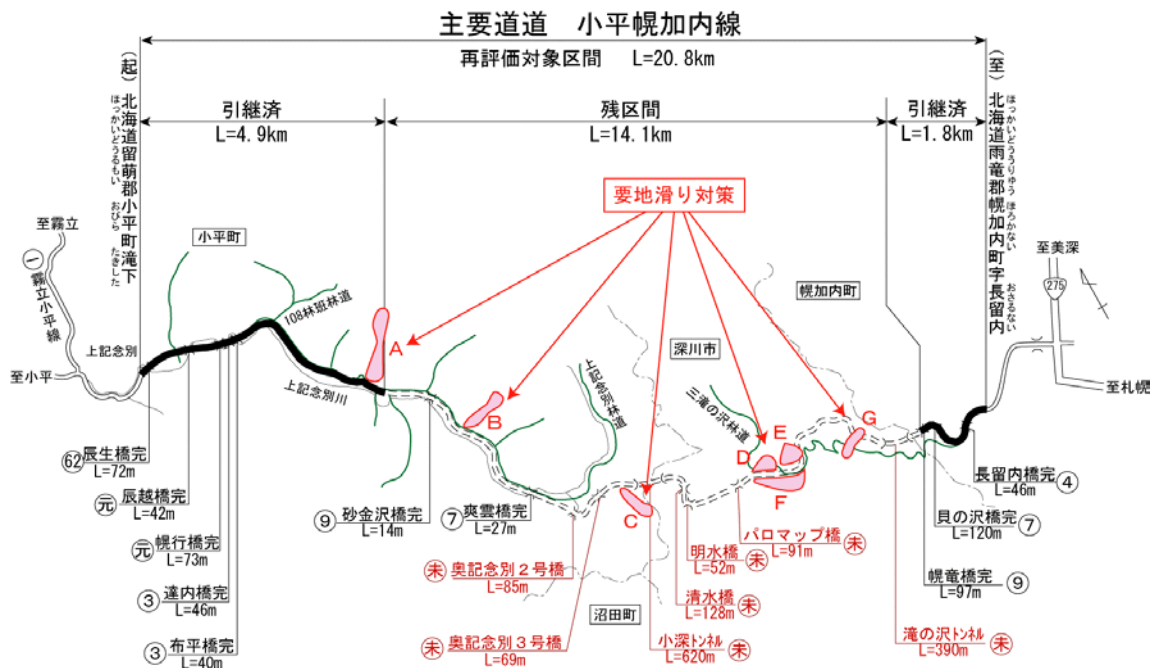 主要道道　小平幌加内線
再評価対象区間　L=20.8km
(起)北海道留萌郡小平町滝下
ほっかいどうるもい　おびら　たきした
(至)北海道雨竜郡幌加内町字長留内
ほっかいどううりゅう　ほろかない　おさるない
引継済
L=4.9km
残区間
L=14.1km
引継済
L=1.8km
要地滑り対策
至霧立
小平町
一
霧立小平線
108林班林道
上記念別
至小平
上記念別川
A
B
上記念別林道
深川市
幌加内町
三滝の沢林道
C
D
E
F
G
至美深
275
至札幌
62 辰生橋完
L=72m
元 辰越橋完
L=42m
元 幌行橋完
L=73m
3 達内橋完
L=46m
3 布平橋完
L=40m
9 砂金沢橋完
L=14m
7 爽雲橋完
L=27m
未 奥記念別２号橋
L=85m
未 奥記念別３号橋
L=69m
沼田町
小深トンネル 未
L=620m
清水橋 未
L=128m
明水橋 未
L=52m
パロマップ橋 未
L=91m
長留内橋完 4
L=46m
貝の沢橋完 7
L=120m
幌竜橋完 9
L=97m
滝の沢トンネル 未
L=390m